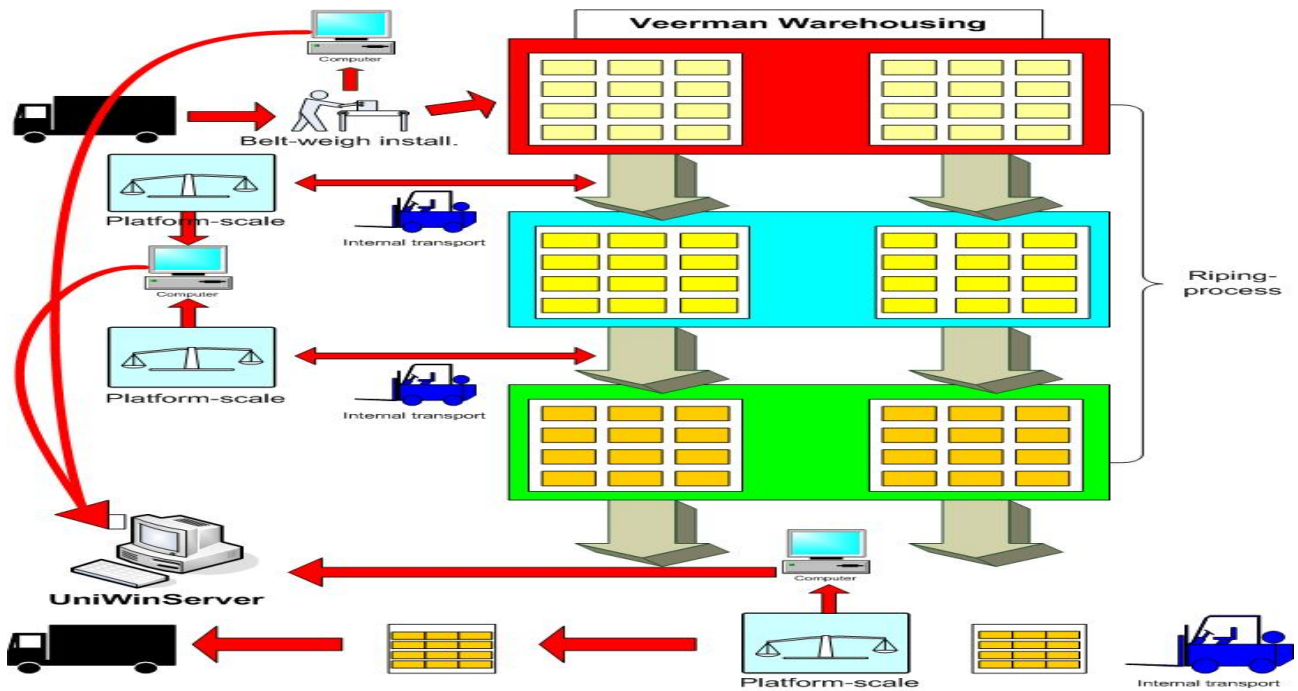 Veerman Warehousing
Computer
Belt-weigh install.
Platform-scale
Internal transport
Computer
Riping-
process
Platform-scale
Internal transport
Computer
UniWinServer
Platform-scale
Internal transport